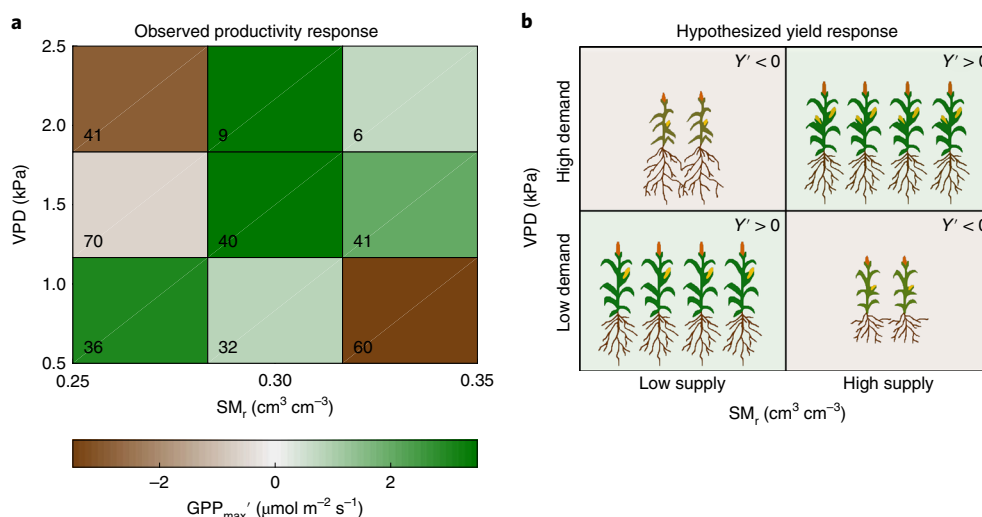 a
Observed productivity response
2.5
2.0
1.5
1.0
0.5
VPD (kPa)
41
9
6
70
40
41
36
32
60
0.25
0.30
0.35
SMr (cm³ cm⁻³)
−2
0
2
GPPmax′ (μmol m⁻² s⁻¹)
b
Hypothesized yield response
Y′ < 0
Y′ > 0
High demand
VPD (kPa)
Y′ > 0
Y′ < 0
Low demand
Low supply
High supply
SMr (cm³ cm⁻³)